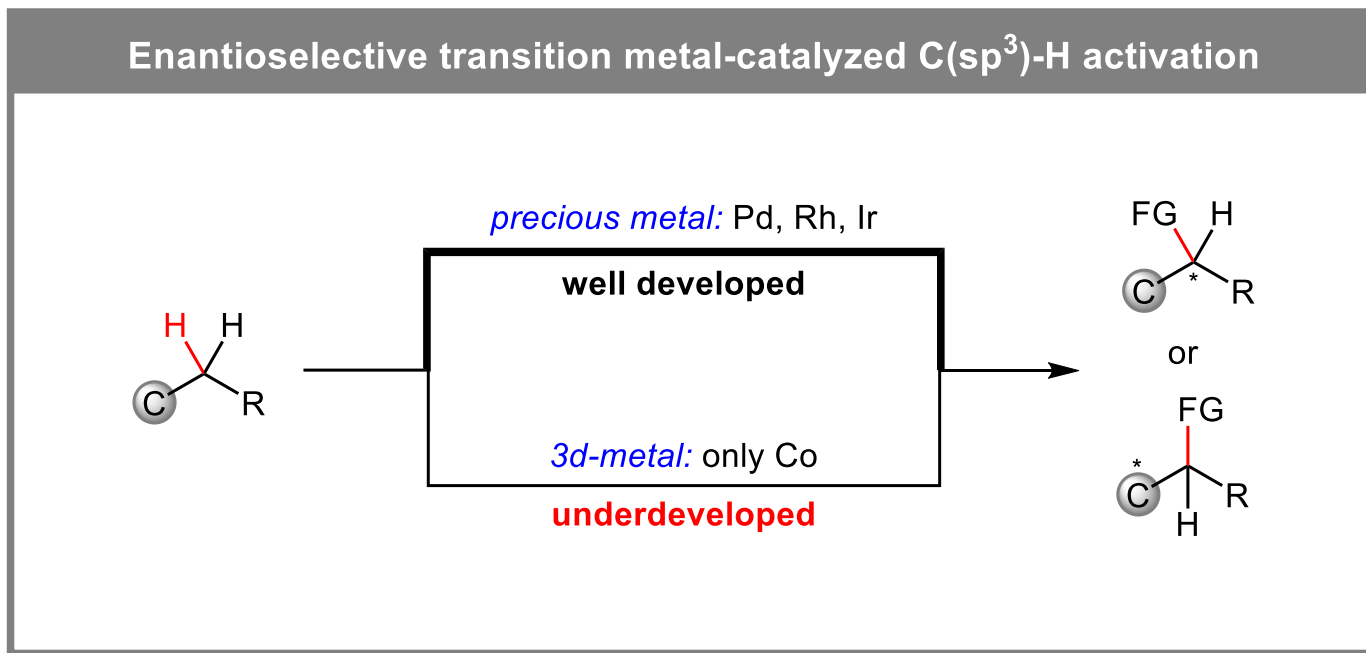 Enantioselective transition metal-catalyzed C(sp³)-H activation
precious metal: Pd, Rh, Ir
well developed
H H
C R
3d-metal: only Co
underdeveloped
FG H
C * R
or
FG
* C R
H